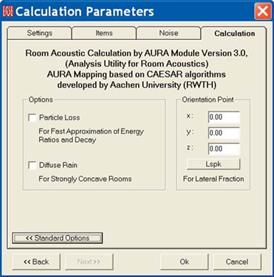 Calculation Parameters
Settings
Items
Noise
Calculation
Room Acoustic Calculation by AURA Module Version 3.0,
(Analysis Utility for Room Acoustics)
AURA Mapping based on CAESAR algorithms
developed by Aachen University (RWTH)
Options
Particle Loss
For Fast Approximation of Energy
Ratios and Decay
Diffuse Rain
For Strongly Concave Rooms
Orientation Point
x: 0.00
y: 0.00
z: 0.00
Lspk
For Lateral Fraction
<< Standard Options
<< Back
Next >>
Ok
Cancel